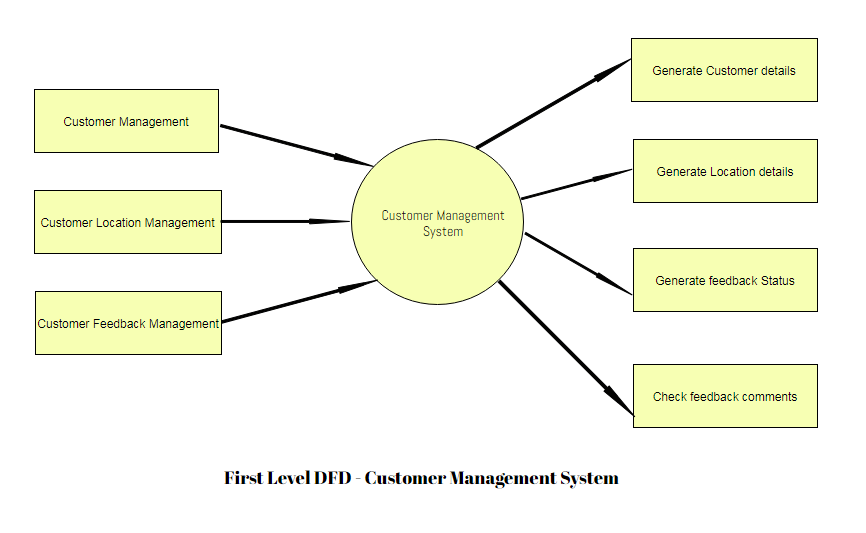 Customer Management
Customer Location Management
Customer Feedback Management
Customer Management
System
Generate Customer details
Generate Location details
Generate feedback Status
Check feedback comments
First Level DFD - Customer Management System